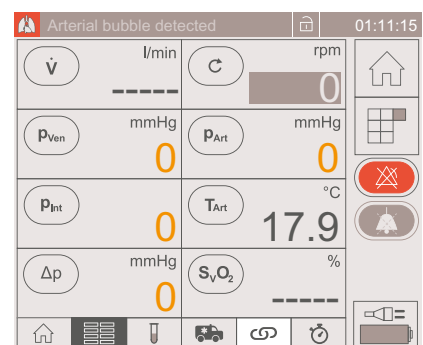 Arterial bubble detected 01:11:15
V̇ l/min -----
rpm 0
pVen mmHg 0
pArt mmHg 0
pInt mmHg 0
TArt °C 17.9
Δp mmHg 0
SvO₂ % -----